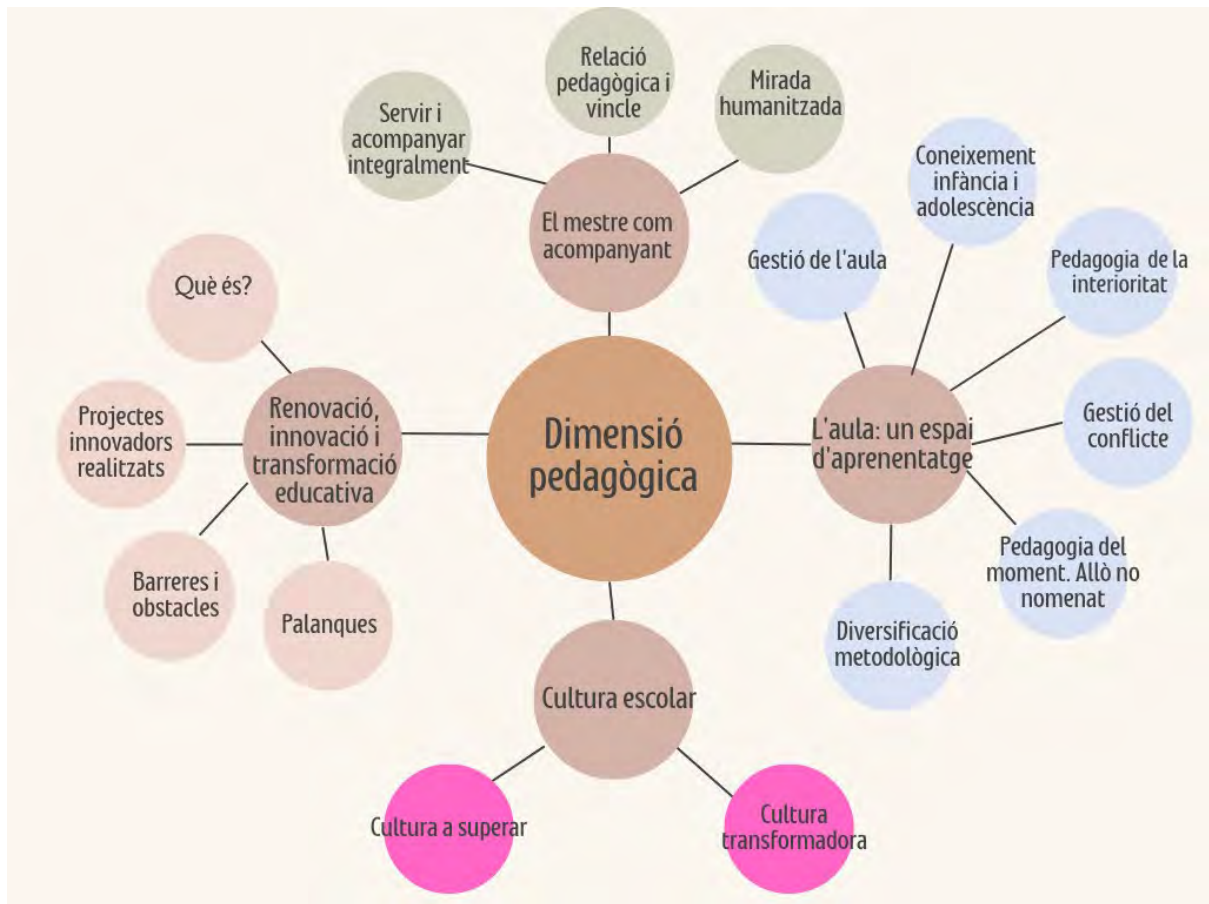 Relació
pedagògica i
vincle
Mirada
humanitzada
Servir i
acompanyar
integralment
El mestre com
acompanyant
Coneixement
infància i
adolescència
Gestió de l'aula
Pedagogia de la
interioritat
Què és?
Projectes
innovadors
realitzats
Renovació,
innovació i
transformació
educativa
Dimensió
pedagògica
L'aula: un espai
d'aprenentatge
Gestió del
conflicte
Barreres i
obstacles
Palanques
Pedagogia del
moment. Allò no
nomenat
Diversificació
metodològica
Cultura escolar
Cultura a superar
Cultura
transformadora